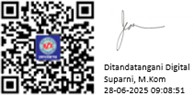 Ditandatangani Digital
Suparni, M.Kom
28-06-2025 09:08:51